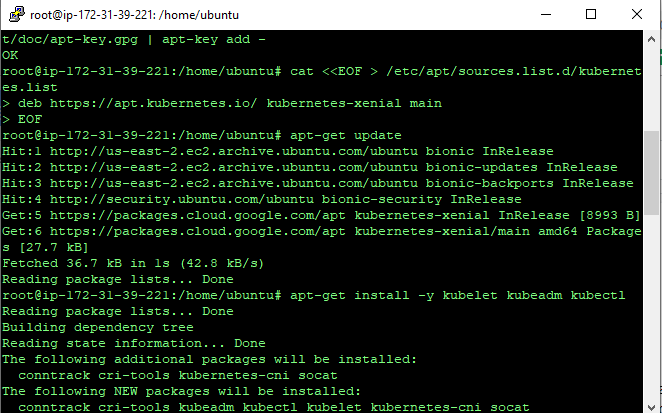 root@ip-172-31-39-221: /home/ubuntu
t/doc/apt-key.gpg | apt-key add -
OK
root@ip-172-31-39-221:/home/ubuntu# cat <<EOF > /etc/apt/sources.list.d/kubernet
es.list
> deb https://apt.kubernetes.io/ kubernetes-xenial main
> EOF
root@ip-172-31-39-221:/home/ubuntu# apt-get update
Hit:1 http://us-east-2.ec2.archive.ubuntu.com/ubuntu bionic InRelease
Hit:2 http://us-east-2.ec2.archive.ubuntu.com/ubuntu bionic-updates InRelease
Hit:3 http://us-east-2.ec2.archive.ubuntu.com/ubuntu bionic-backports InRelease
Hit:4 http://security.ubuntu.com/ubuntu bionic-security InRelease
Get:5 https://packages.cloud.google.com/apt kubernetes-xenial InRelease [8993 B]
Get:6 https://packages.cloud.google.com/apt kubernetes-xenial/main amd64 Package
s [27.7 kB]
Fetched 36.7 kB in 1s (42.8 kB/s)
Reading package lists... Done
root@ip-172-31-39-221:/home/ubuntu# apt-get install -y kubelet kubeadm kubectl
Reading package lists... Done
Building dependency tree
Reading state information... Done
The following additional packages will be installed:
  conntrack cri-tools kubernetes-cni socat
The following NEW packages will be installed:
  conntrack cri-tools kubeadm kubectl kubelet kubernetes-cni socat